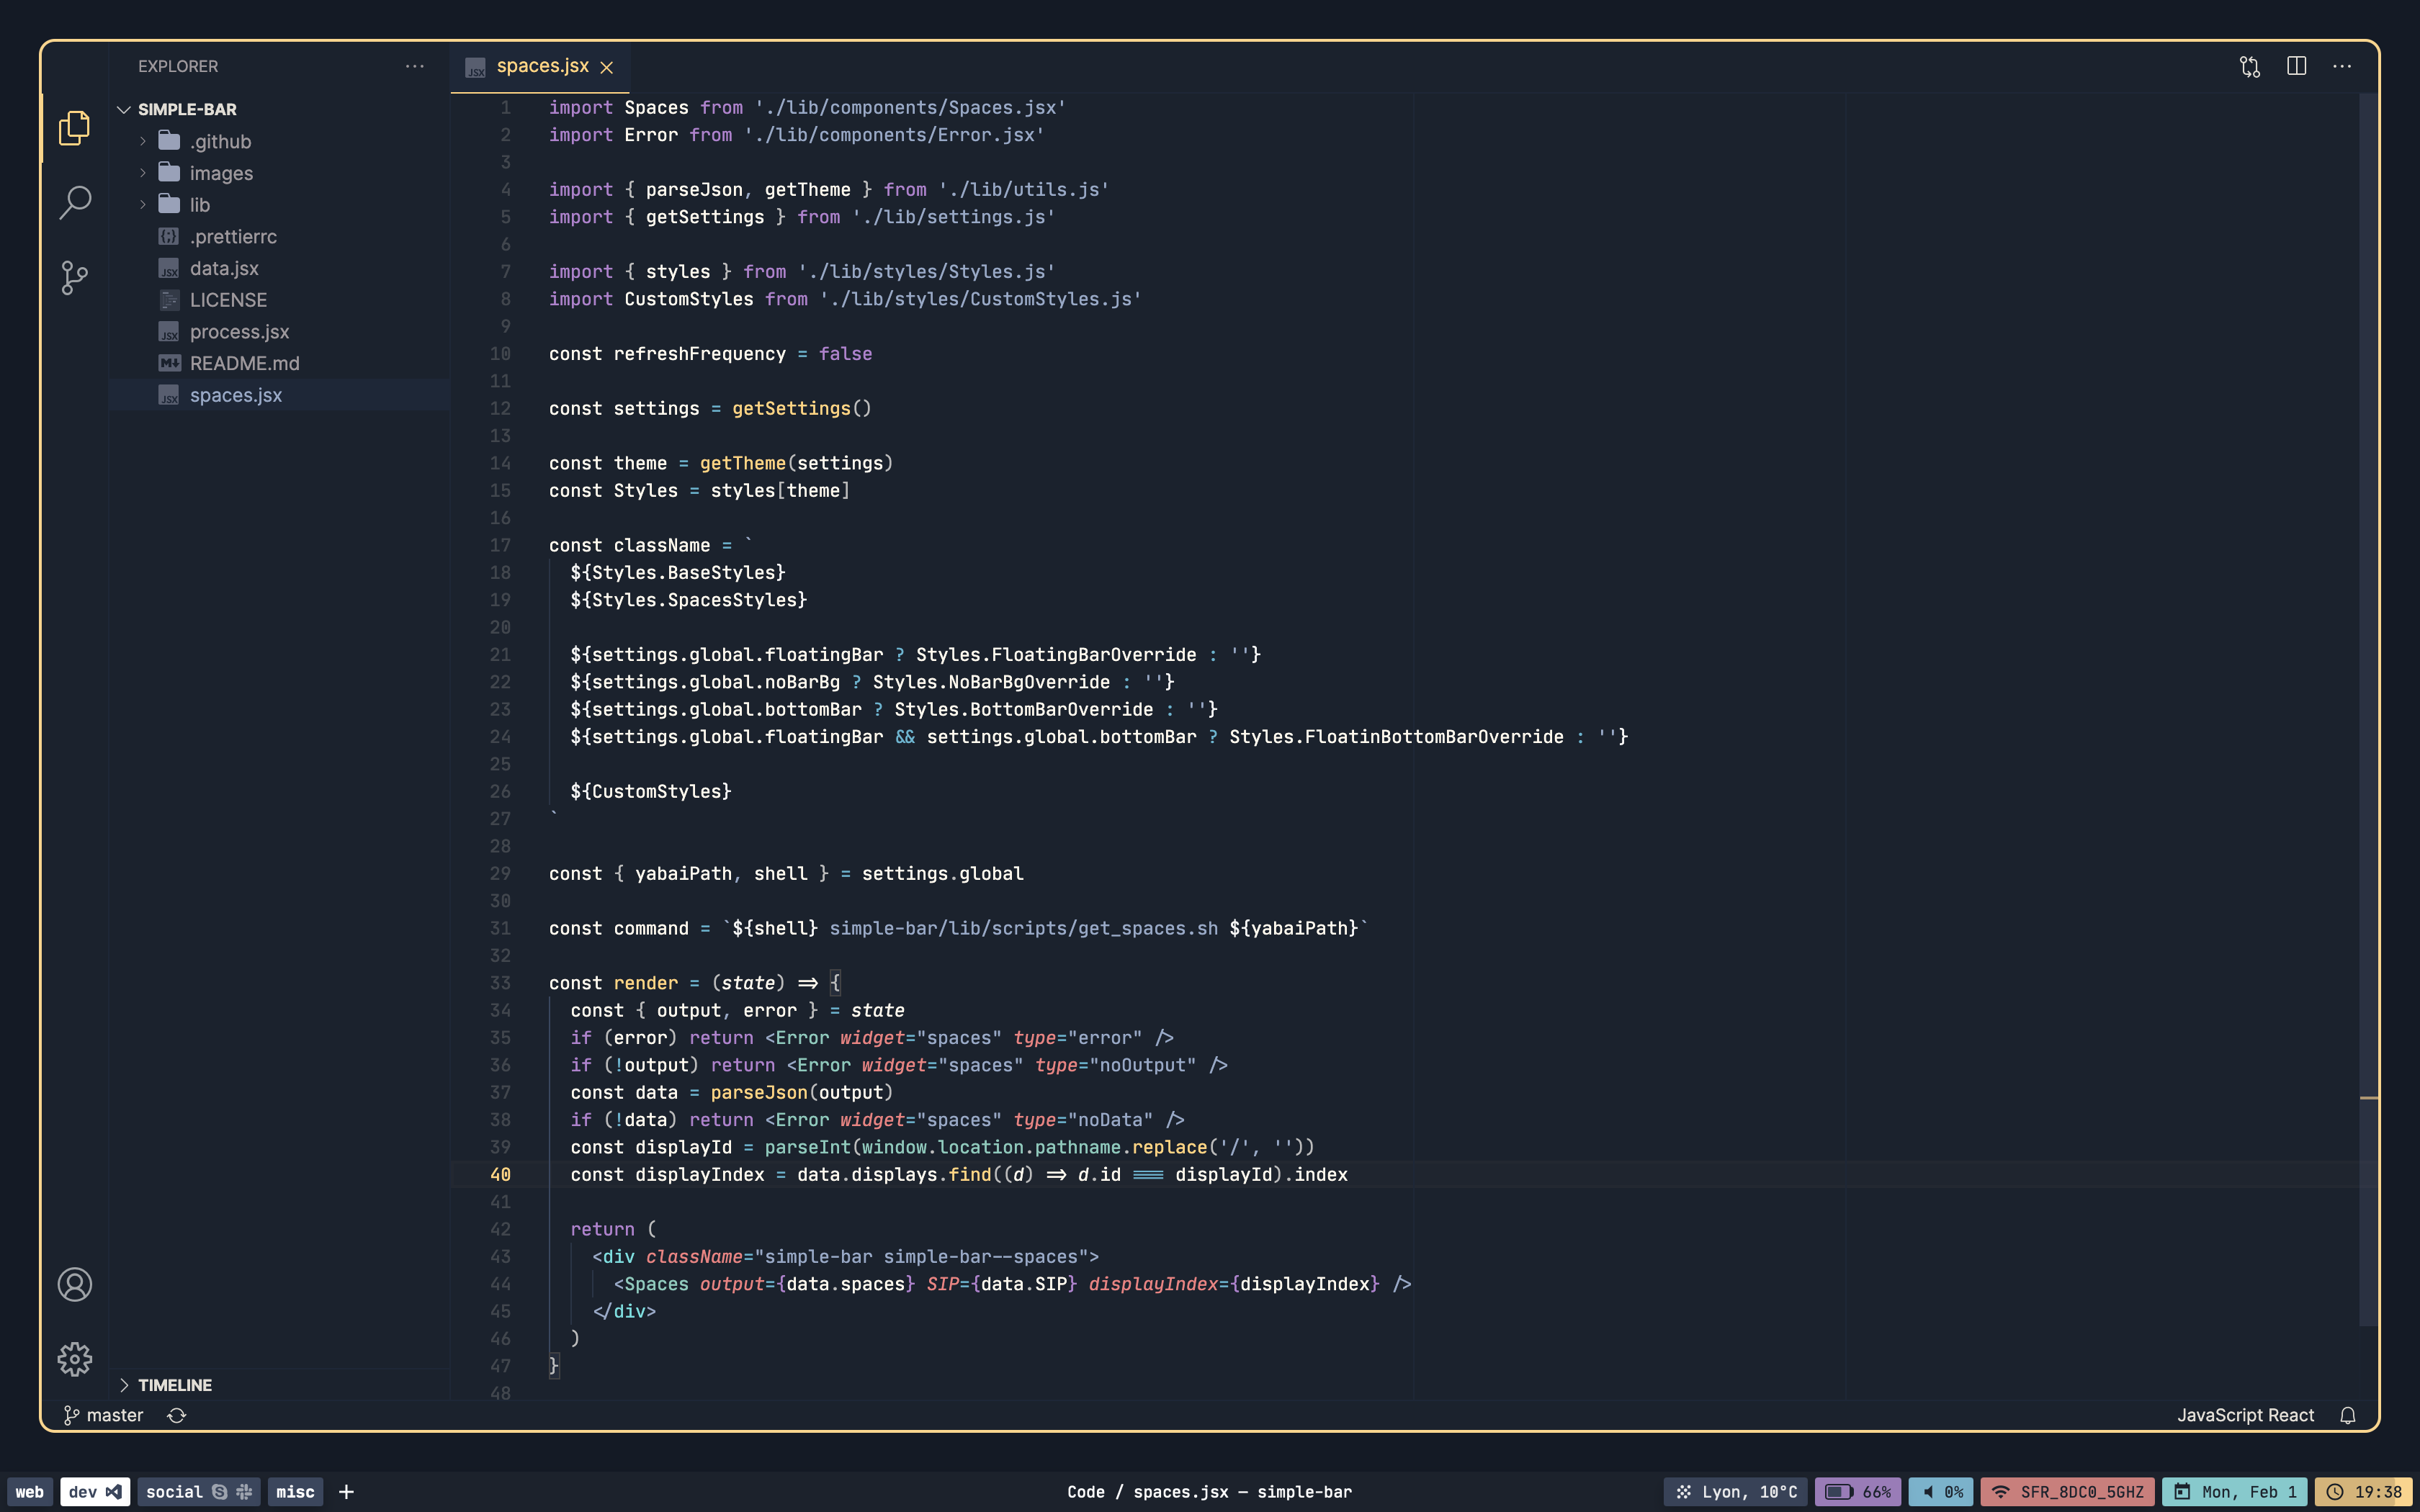 EXPLORER
SIMPLE-BAR
.github
images
lib
.prettierrc
data.jsx
LICENSE
process.jsx
README.md
spaces.jsx
TIMELINE
spaces.jsx
1 import Spaces from './lib/components/Spaces.jsx'
2 import Error from './lib/components/Error.jsx'
3
4 import { parseJson, getTheme } from './lib/utils.js'
5 import { getSettings } from './lib/settings.js'
6
7 import { styles } from './lib/styles/Styles.js'
8 import CustomStyles from './lib/styles/CustomStyles.js'
9
10 const refreshFrequency = false
11
12 const settings = getSettings()
13
14 const theme = getTheme(settings)
15 const Styles = styles[theme]
16
17 const className = `
18 ${Styles.BaseStyles}
19 ${Styles.SpacesStyles}
20
21 ${settings.global.floatingBar ? Styles.FloatingBarOverride : ''}
22 ${settings.global.noBarBg ? Styles.NoBarBgOverride : ''}
23 ${settings.global.bottomBar ? Styles.BottomBarOverride : ''}
24 ${settings.global.floatingBar && settings.global.bottomBar ? Styles.FloatinBottomBarOverride : ''}
25
26 ${CustomStyles}
27 `
28
29 const { yabaiPath, shell } = settings.global
30
31 const command = `${shell} simple-bar/lib/scripts/get_spaces.sh ${yabaiPath}`
32
33 const render = (state) => {
34 const { output, error } = state
35 if (error) return <Error widget="spaces" type="error" />
36 if (!output) return <Error widget="spaces" type="noOutput" />
37 const data = parseJson(output)
38 if (!data) return <Error widget="spaces" type="noData" />
39 const displayId = parseInt(window.location.pathname.replace('/', ''))
40 const displayIndex = data.displays.find((d) => d.id === displayId).index
41
42 return (
43 <div className="simple-bar simple-bar--spaces">
44 <Spaces output={data.spaces} SIP={data.SIP} displayIndex={displayIndex} />
45 </div>
46 )
47 }
48
master
JavaScript React
web dev social misc +
Code / spaces.jsx — simple-bar
Lyon, 10°C 66% 0% SFR_8DC0_5GHZ Mon, Feb 1 19:38